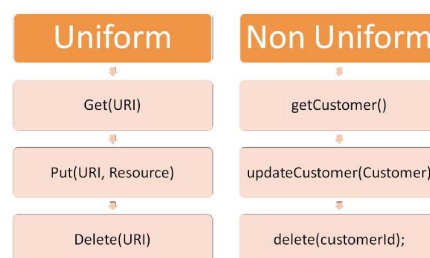 Uniform
Get(URI)
Put(URI, Resource)
Delete(URI)
Non Uniform
getCustomer()
updateCustomer(Customer)
delete(customerId);